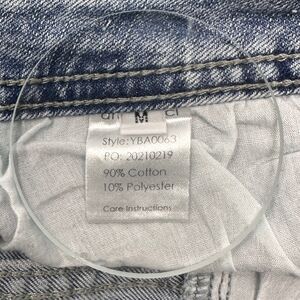 M
Style: YBA0063
PO: 20210219
90% Cotton
10% Polyester
Care Instructions